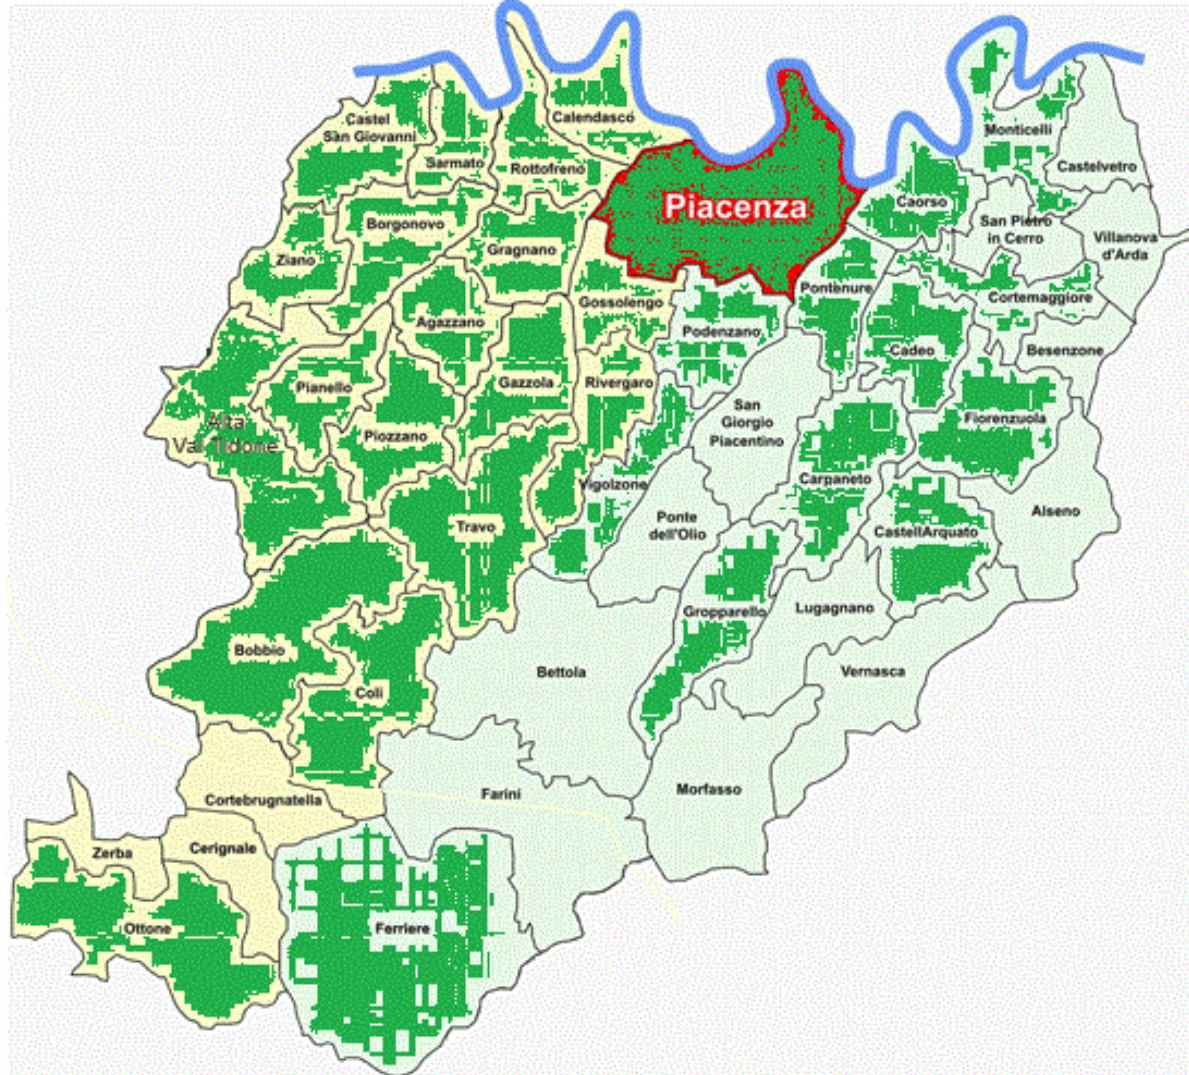 Castel
San Giovanni
Sarmato
Rottofreno
Calendasco
Piacenza
Monticelli
Castelvetro
Caorso
San Pietro
in Cerro
Villanova
d'Arda
Borgonovo
Ziano
Gragnano
Gossolengo
Pontenure
Cortemaggiore
Agazzano
Podenzano
Cadeo
Besenzone
Pianello
Gazzola
Rivergaro
San
Giorgio
Piacentino
Fiorenzuola
Alta
Val Tidone
Piozzano
Vigolzone
Carpaneto
Travo
Ponte
dell'Olio
CastellArquato
Alseno
Gropparello
Lugagnano
Bobbio
Bettola
Vernasca
Coli
Cortebrugnatella
Farini
Morfasso
Zerba
Cerignale
Ottone
Ferriere